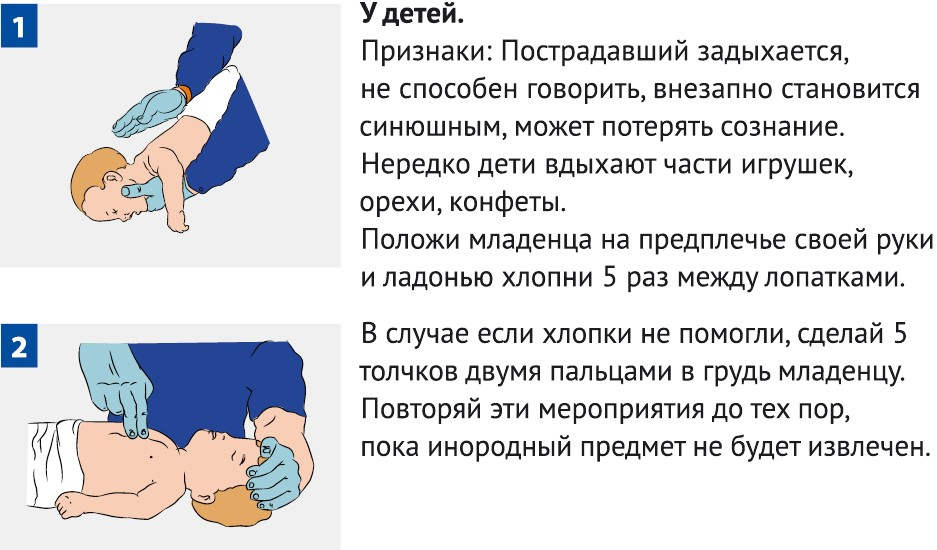 1
У детей.
Признаки: Пострадавший задыхается,
не способен говорить, внезапно становится
синюшным, может потерять сознание.
Нередко дети вдыхают части игрушек,
орехи, конфеты.
Положи младенца на предплечье своей руки
и ладонью хлопни 5 раз между лопатками.
2
В случае если хлопки не помогли, сделай 5
толчков двумя пальцами в грудь младенцу.
Повторяй эти мероприятия до тех пор,
пока инородный предмет не будет извлечен.